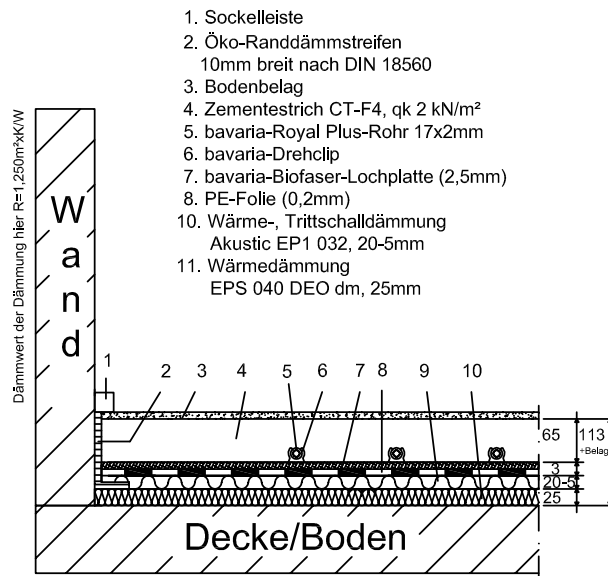 1. Sockelleiste
2. Öko-Randdämmstreifen
10mm breit nach DIN 18560
3. Bodenbelag
4. Zementestrich CT-F4, qk 2 kN/m²
5. bavaria-Royal Plus-Rohr 17x2mm
6. bavaria-Drehclip
7. bavaria-Biofaser-Lochplatte (2,5mm)
8. PE-Folie (0,2mm)
10. Wärme-, Trittschalldämmung
Akustic EP1 032, 20-5mm
11. Wärmedämmung
EPS 040 DEO dm, 25mm
Dämmwert der Dämmung hier R=1,250m²xK/W
Wand
1
2 3 4 5 6 7 8 9 10
65 113
+Belag
3
20-5
25
Decke/Boden